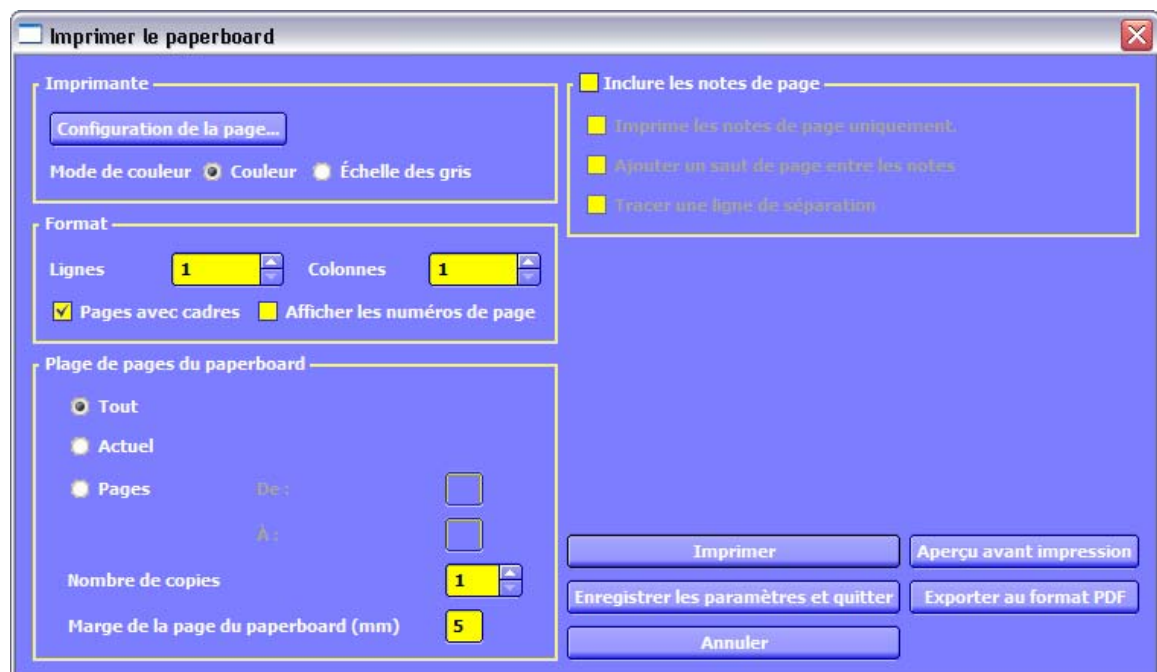 Imprimer le paperboard
Imprimante
Configuration de la page...
Mode de couleur Couleur Échelle des gris
Format
Lignes 1 Colonnes 1
Pages avec cadres Afficher les numéros de page
Plage de pages du paperboard
Tout
Actuel
Pages De :
À :
Nombre de copies 1
Marge de la page du paperboard (mm) 5
Inclure les notes de page
Imprime les notes de page uniquement.
Ajouter un saut de page entre les notes
Tracer une ligne de séparation
Imprimer Aperçu avant impression
Enregistrer les paramètres et quitter Exporter au format PDF
Annuler